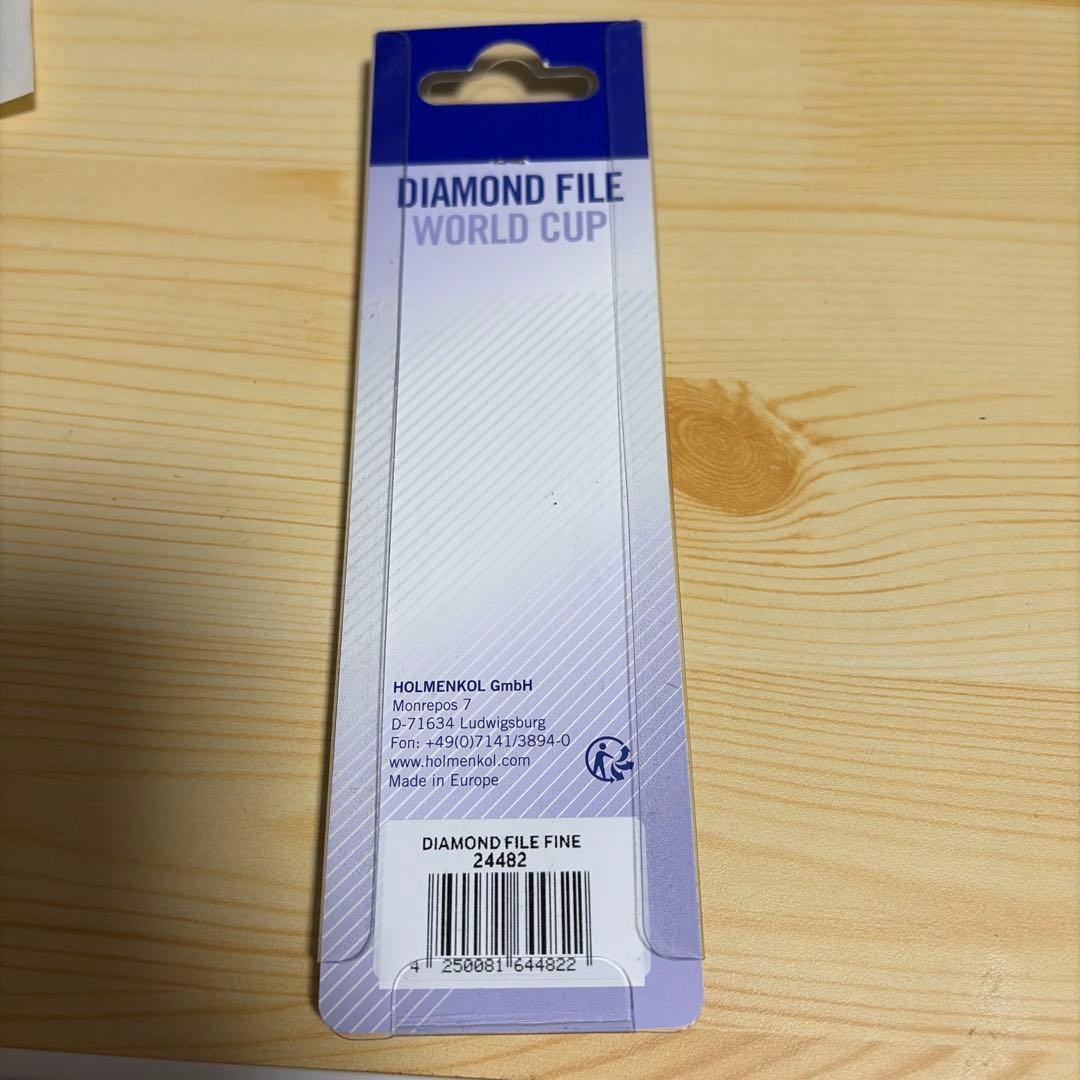 DIAMOND FILE
WORLD CUP
HOLMENKOL GmbH
Monrepos 7
D-71634 Ludwigsburg
Fon: +49(0)7141/3894-0
www.holmenkol.com
Made in Europe
DIAMOND FILE FINE
24482
4 250081 644822